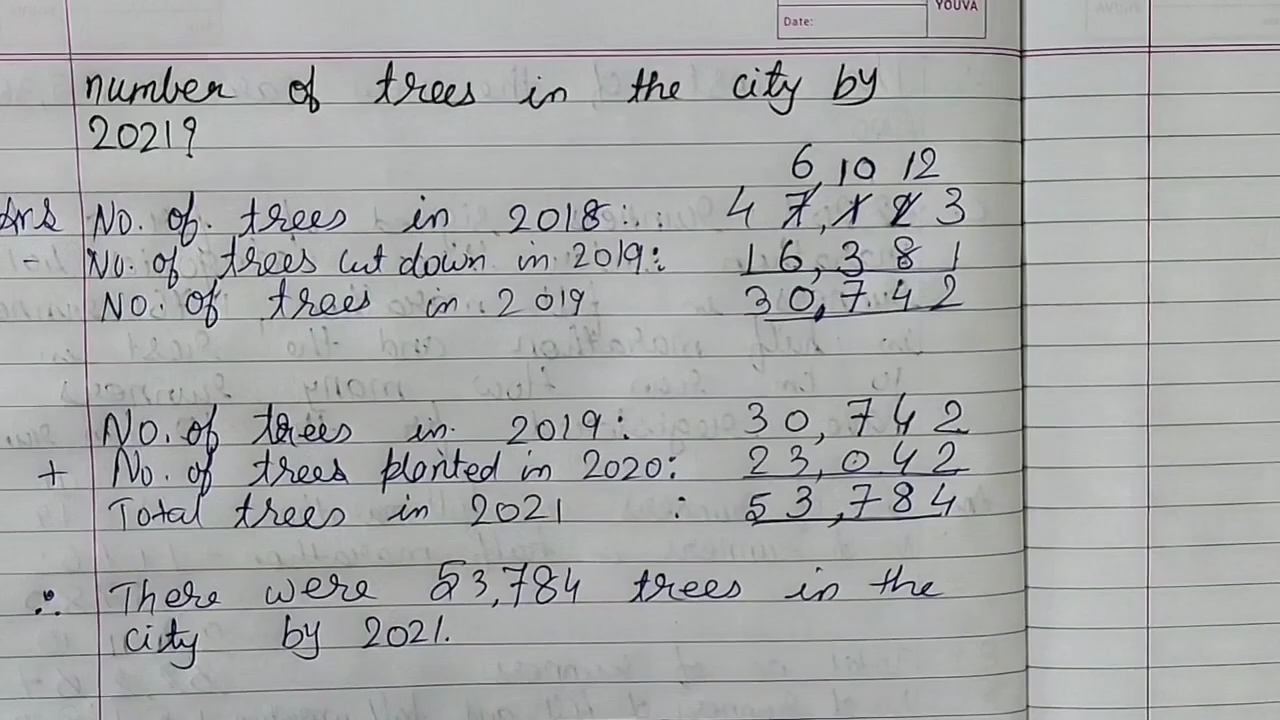 YOUVA
Date:
number of trees in the city by
2021?
6 10 12
Ans No. of. trees in 2018: : 4 7,1 2 3
- No. of trees cut down in 2019: 1 6, 3 8 1
No. of trees in 2019 3 0, 7 4 2
No. of trees in 2019: 3 0, 7 4 2
+ No. of trees planted in 2020: 2 3, 0 4 2
Total trees in 2021 : 5 3, 7 8 4
∴ There were 53,784 trees in the
city by 2021.